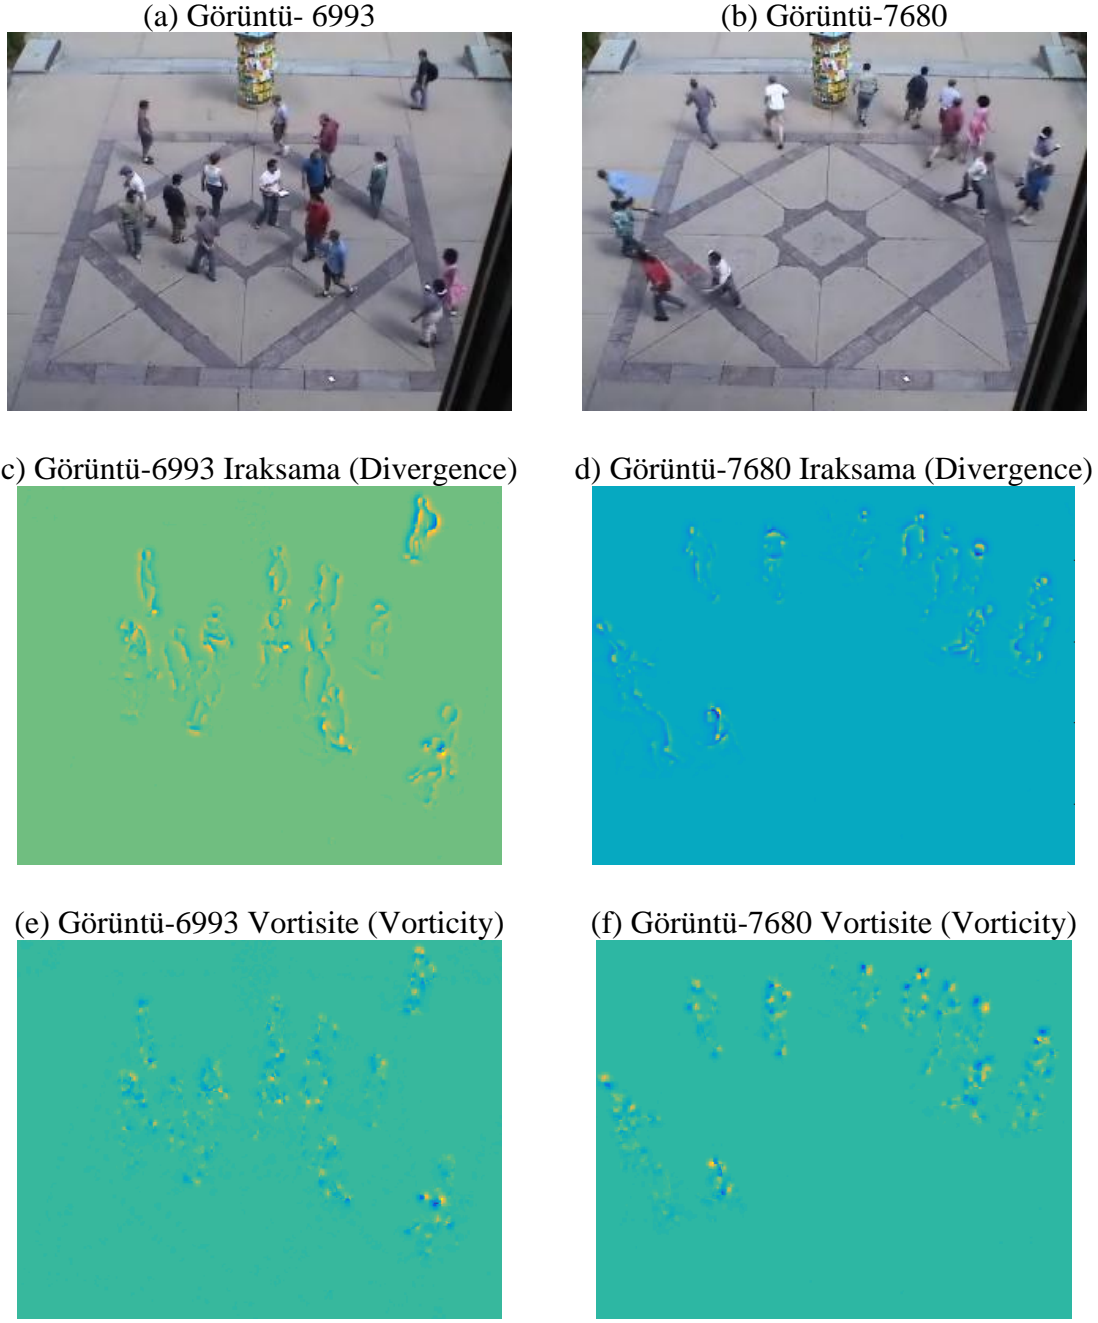 (a) Görüntü- 6993
(b) Görüntü-7680
c) Görüntü-6993 Iraksama (Divergence)
d) Görüntü-7680 Iraksama (Divergence)
(e) Görüntü-6993 Vortisite (Vorticity)
(f) Görüntü-7680 Vortisite (Vorticity)